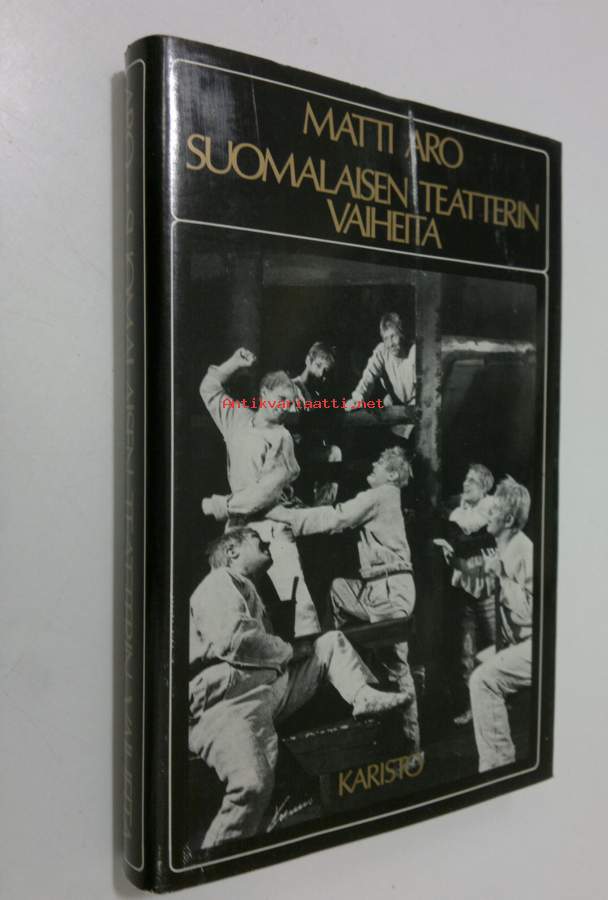 MATTI ARO
SUOMALAISEN TEATTERIN
VAIHEITA
Antikvariaatti.net
KARISTO
ARO SUOMALAISEN TEATTERIN VAIHEITA